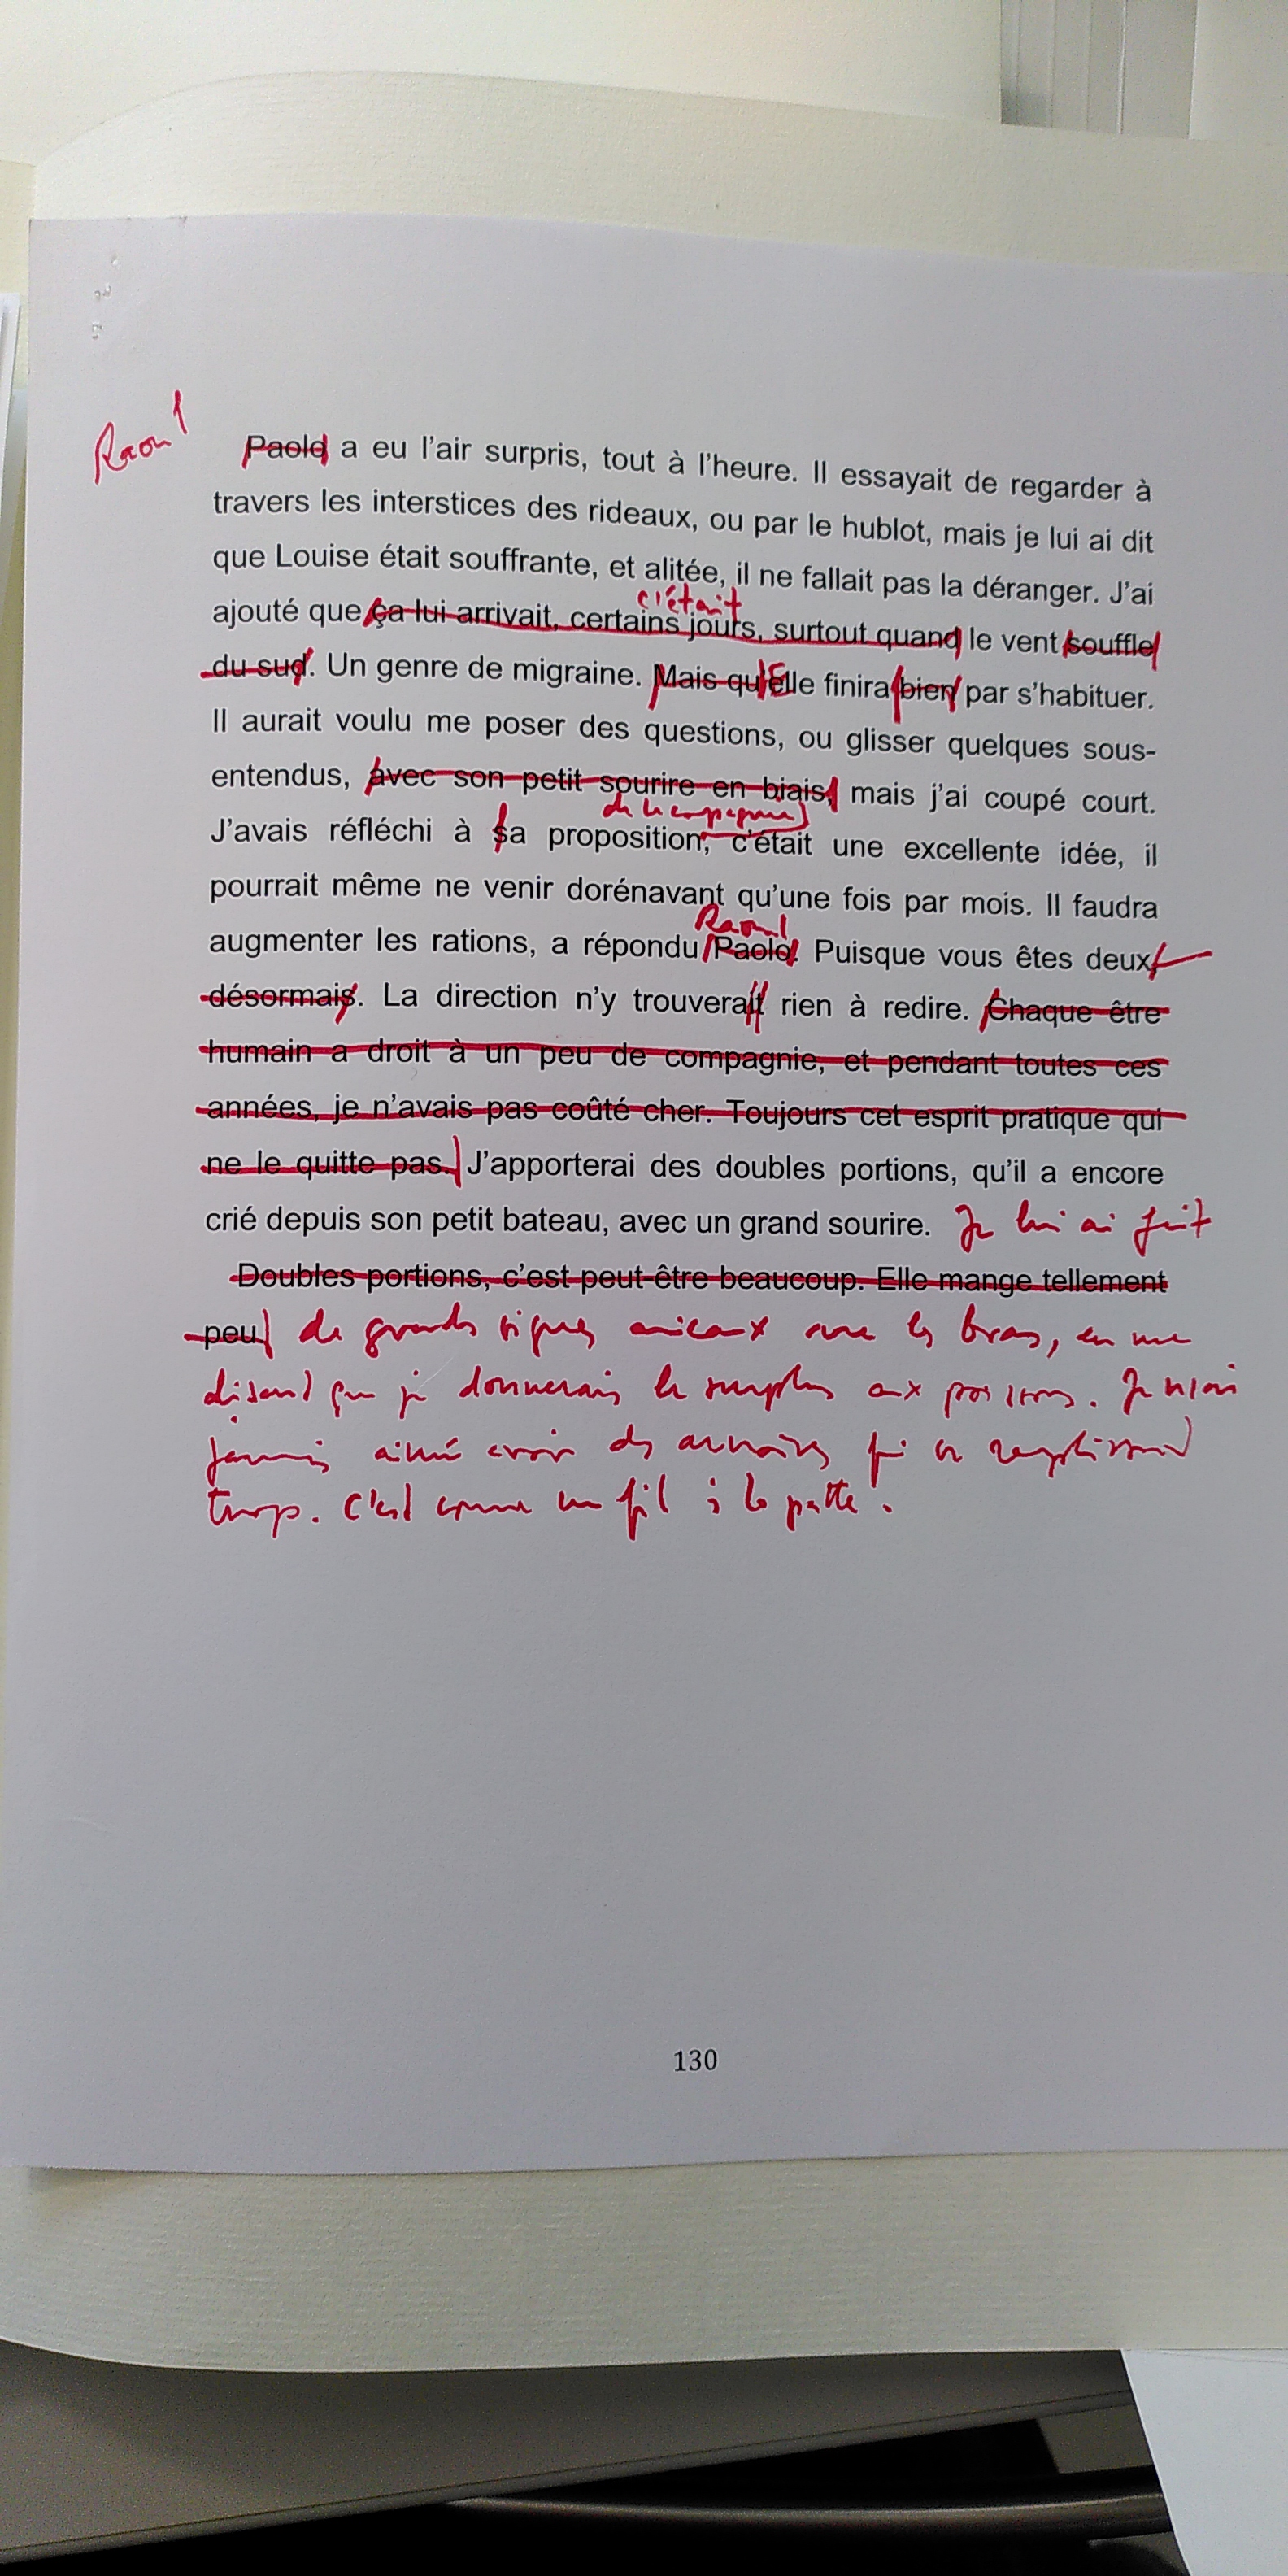 Raoul
Paolo a eu l'air surpris, tout à l'heure. Il essayait de regarder à
travers les interstices des rideaux, ou par le hublot, mais je lui ai dit
que Louise était souffrante, et alitée, il ne fallait pas la déranger. J'ai
c'était
ajouté que ça lui arrivait, certains jours, surtout quand le vent souffle
du sud. Un genre de migraine. Mais qu'Elle finira bien par s'habituer.
Il aurait voulu me poser des questions, ou glisser quelques sous-
entendus, avec son petit sourire en biais, mais j'ai coupé court.
de la compagnie
J'avais réfléchi à sa proposition, c'était une excellente idée, il
pourrait même ne venir dorénavant qu'une fois par mois. Il faudra
Raoul
augmenter les rations, a répondu Paolo. Puisque vous êtes deux
désormais. La direction n'y trouverait rien à redire. Chaque être
humain a droit à un peu de compagnie, et pendant toutes ces
années, je n'avais pas coûté cher. Toujours cet esprit pratique qui
ne le quitte pas. J'apporterai des doubles portions, qu'il a encore
crié depuis son petit bateau, avec un grand sourire. Je lui ai fait
Doubles portions, c'est peut-être beaucoup. Elle mange tellement
peu. de grands signes amicaux avec les bras, en me
disant que je donnerais le surplus aux poissons. Je n'ai
jamais aimé avoir des armoires qui se remplissent
trop. C'est comme un fil à la patte.
130